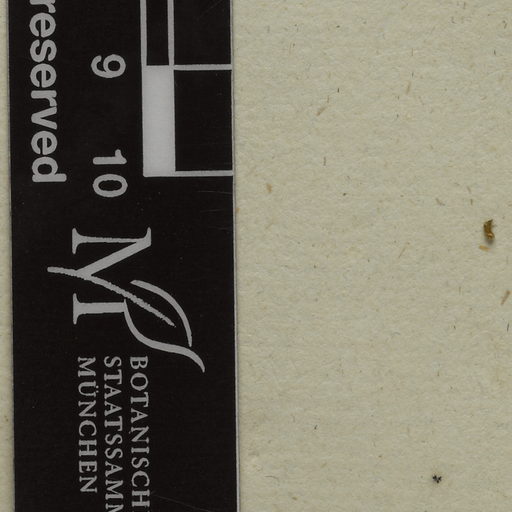 reserved
9 10
M
BOTANISCH
STAATSSAMM
MÜNCHEN